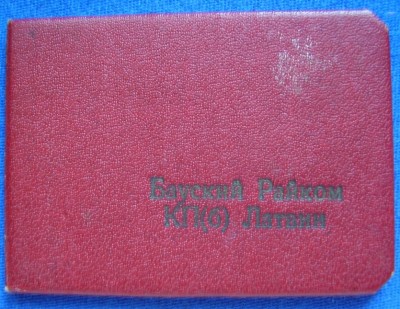 Бауский Райком
КП(б) Латвии